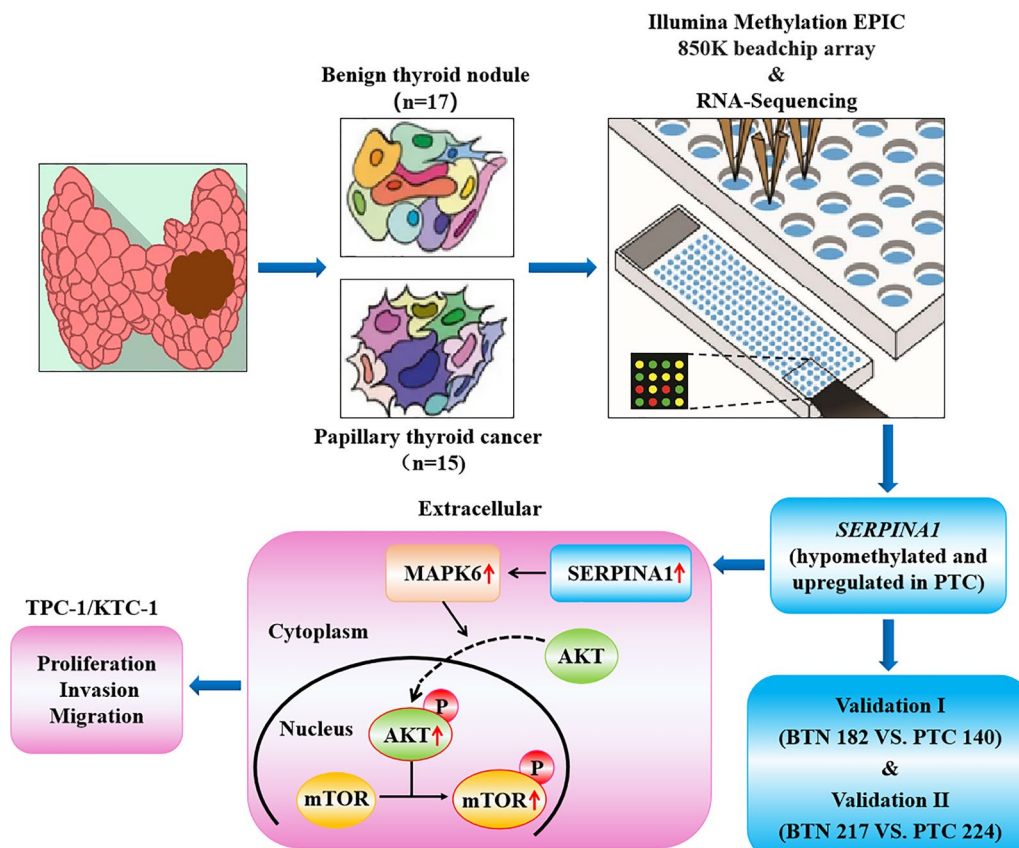 Illumina Methylation EPIC
850K beadchip array
&
RNA-Sequencing
Benign thyroid nodule
(n=17)
Papillary thyroid cancer
(n=15)
SERPINA1
(hypomethylated and
upregulated in PTC)
Extracellular
MAPK6
SERPINA1
Cytoplasm
AKT
P
Nucleus
AKT
P
mTOR
mTOR
TPC-1/KTC-1
Proliferation
Invasion
Migration
Validation I
(BTN 182 VS. PTC 140)
&
Validation II
(BTN 217 VS. PTC 224)